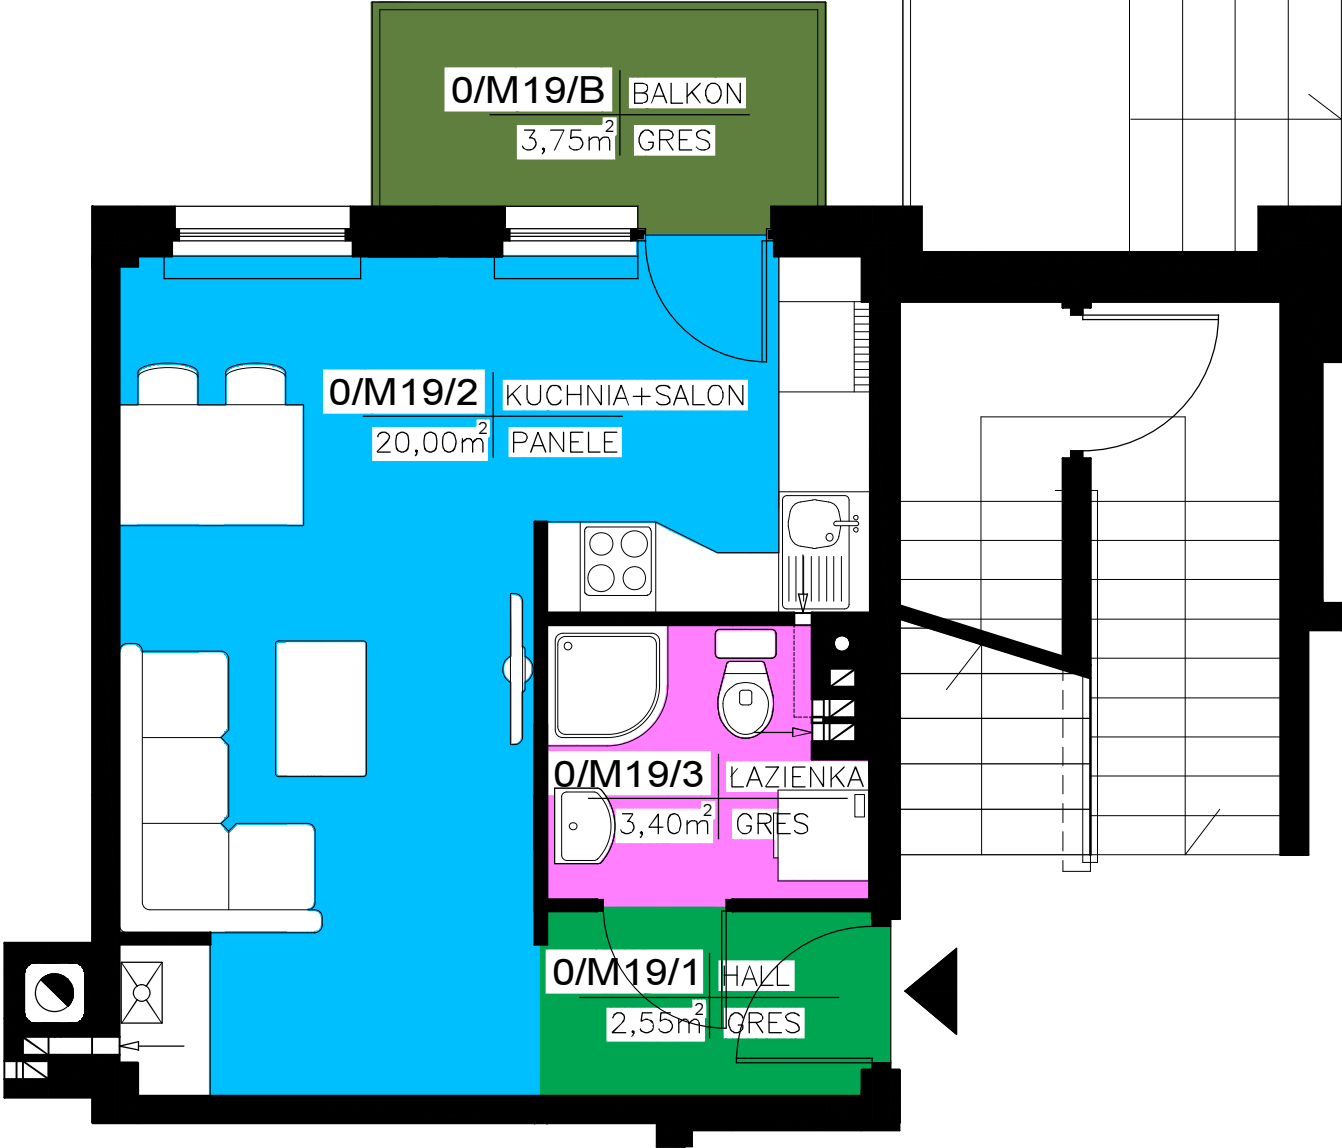 0/M19/B BALKON
3,75m² GRES
0/M19/2 KUCHNIA+SALON
20,00m² PANELE
0/M19/3 ŁAZIENKA
3,40m² GRES
0/M19/1 HALL
2,55m² GRES